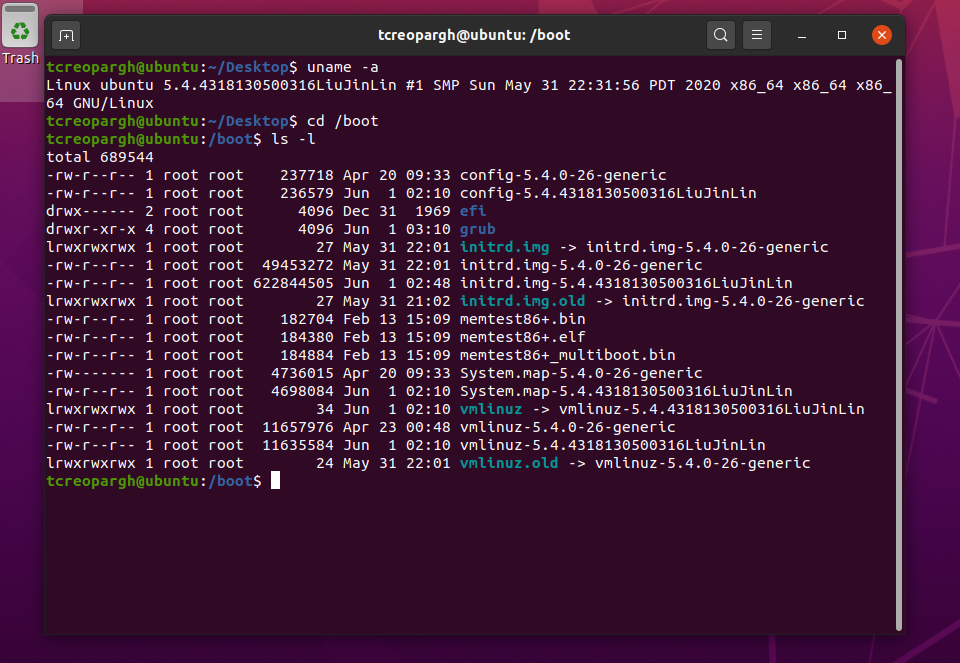 tcreopargh@ubuntu: /boot
Trash
tcreopargh@ubuntu:~/Desktop$ uname -a
Linux ubuntu 5.4.4318130500316LiuJinLin #1 SMP Sun May 31 22:31:56 PDT 2020 x86_64 x86_64 x86_
64 GNU/Linux
tcreopargh@ubuntu:~/Desktop$ cd /boot
tcreopargh@ubuntu:/boot$ ls -l
total 689544
-rw-r--r-- 1 root root    237718 Apr 20 09:33 config-5.4.0-26-generic
-rw-r--r-- 1 root root    236579 Jun  1 02:10 config-5.4.4318130500316LiuJinLin
drwx------ 2 root root      4096 Dec 31  1969 efi
drwxr-xr-x 4 root root      4096 Jun  1 03:10 grub
lrwxrwxrwx 1 root root        27 May 31 22:01 initrd.img -> initrd.img-5.4.0-26-generic
-rw-r--r-- 1 root root  49453272 May 31 22:01 initrd.img-5.4.0-26-generic
-rw-r--r-- 1 root root 622844505 Jun  1 02:48 initrd.img-5.4.4318130500316LiuJinLin
lrwxrwxrwx 1 root root        27 May 31 21:02 initrd.img.old -> initrd.img-5.4.0-26-generic
-rw-r--r-- 1 root root    182704 Feb 13 15:09 memtest86+.bin
-rw-r--r-- 1 root root    184380 Feb 13 15:09 memtest86+.elf
-rw-r--r-- 1 root root    184884 Feb 13 15:09 memtest86+_multiboot.bin
-rw------- 1 root root   4736015 Apr 20 09:33 System.map-5.4.0-26-generic
-rw-r--r-- 1 root root   4698084 Jun  1 02:10 System.map-5.4.4318130500316LiuJinLin
lrwxrwxrwx 1 root root        34 Jun  1 02:10 vmlinuz -> vmlinuz-5.4.4318130500316LiuJinLin
-rw-r--r-- 1 root root  11657976 Apr 23 00:48 vmlinuz-5.4.0-26-generic
-rw-r--r-- 1 root root  11635584 Jun  1 02:10 vmlinuz-5.4.4318130500316LiuJinLin
lrwxrwxrwx 1 root root        24 May 31 22:01 vmlinuz.old -> vmlinuz-5.4.0-26-generic
tcreopargh@ubuntu:/boot$